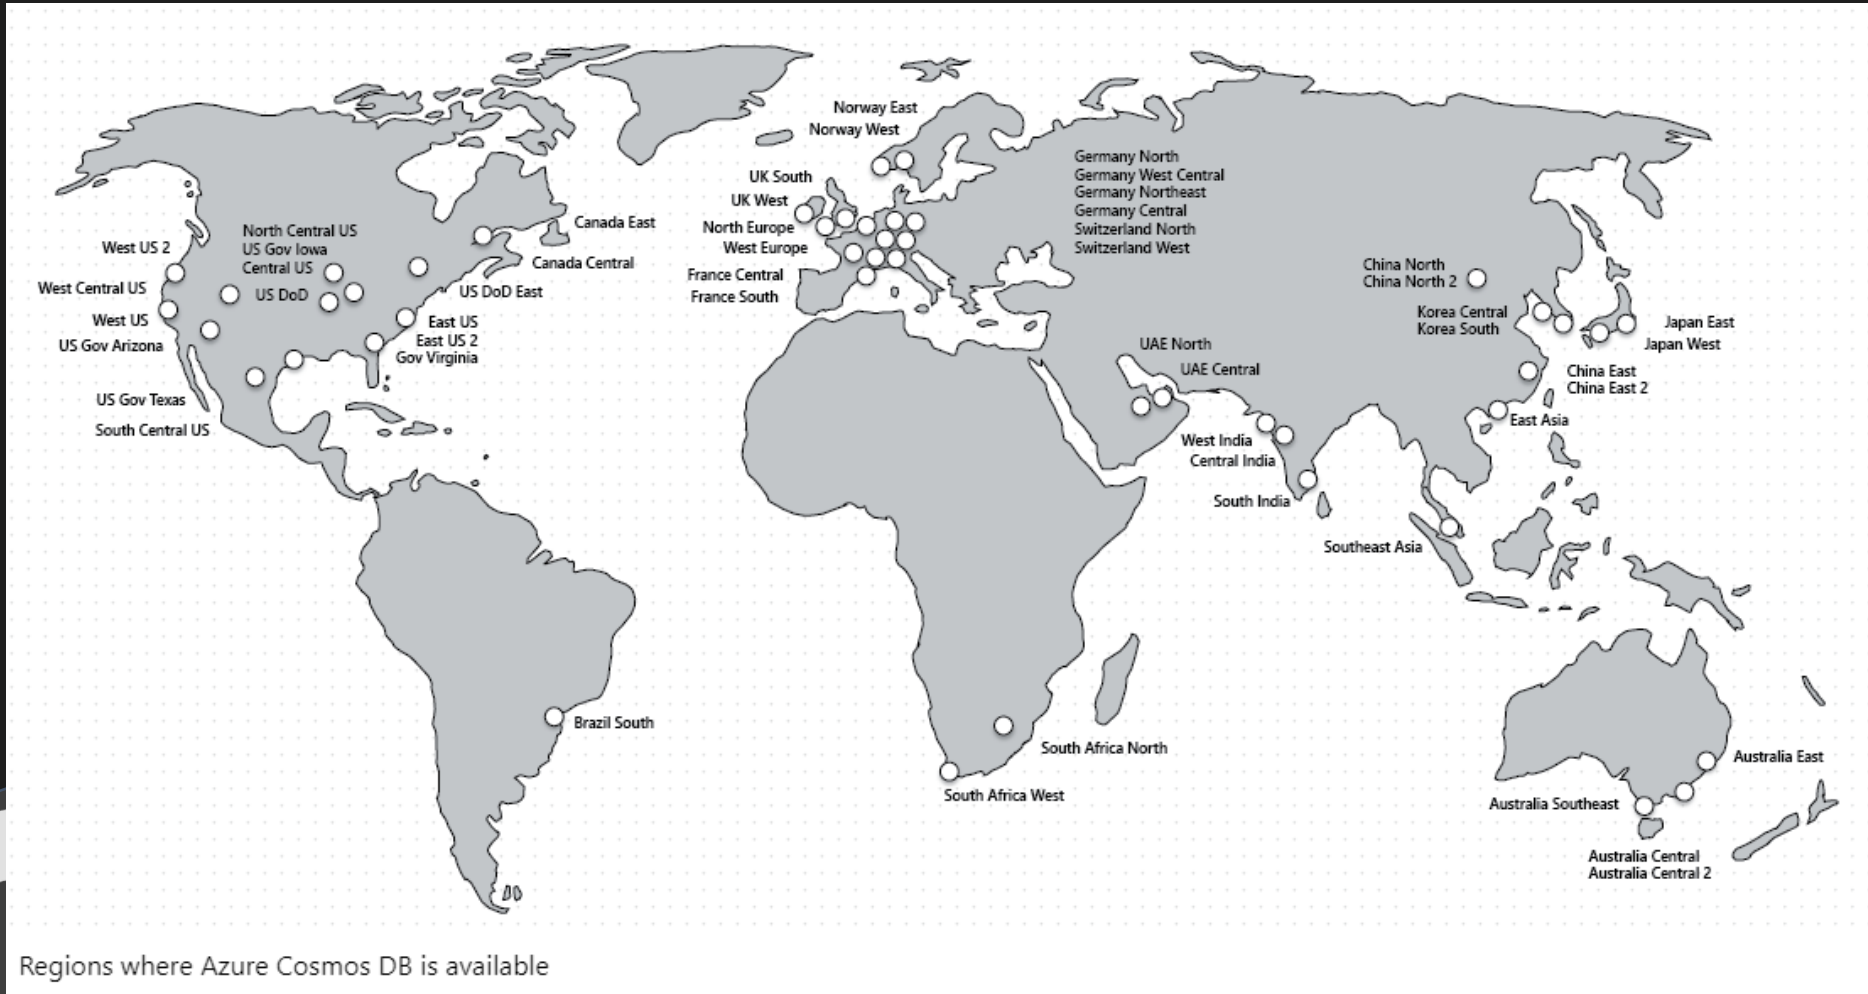 Norway East
Norway West
UK South
UK West
North Europe
West Europe
France Central
France South
Germany North
Germany West Central
Germany Northeast
Germany Central
Switzerland North
Switzerland West
Canada East
Canada Central
North Central US
US Gov Iowa
Central US
US DoD
West US 2
West Central US
West US
US Gov Arizona
US Gov Texas
South Central US
US DoD East
East US
East US 2
Gov Virginia
China North
China North 2
Korea Central
Korea South
Japan East
Japan West
UAE North
UAE Central
China East
China East 2
East Asia
West India
Central India
South India
Southeast Asia
Brazil South
South Africa North
South Africa West
Australia East
Australia Southeast
Australia Central
Australia Central 2
Regions where Azure Cosmos DB is available